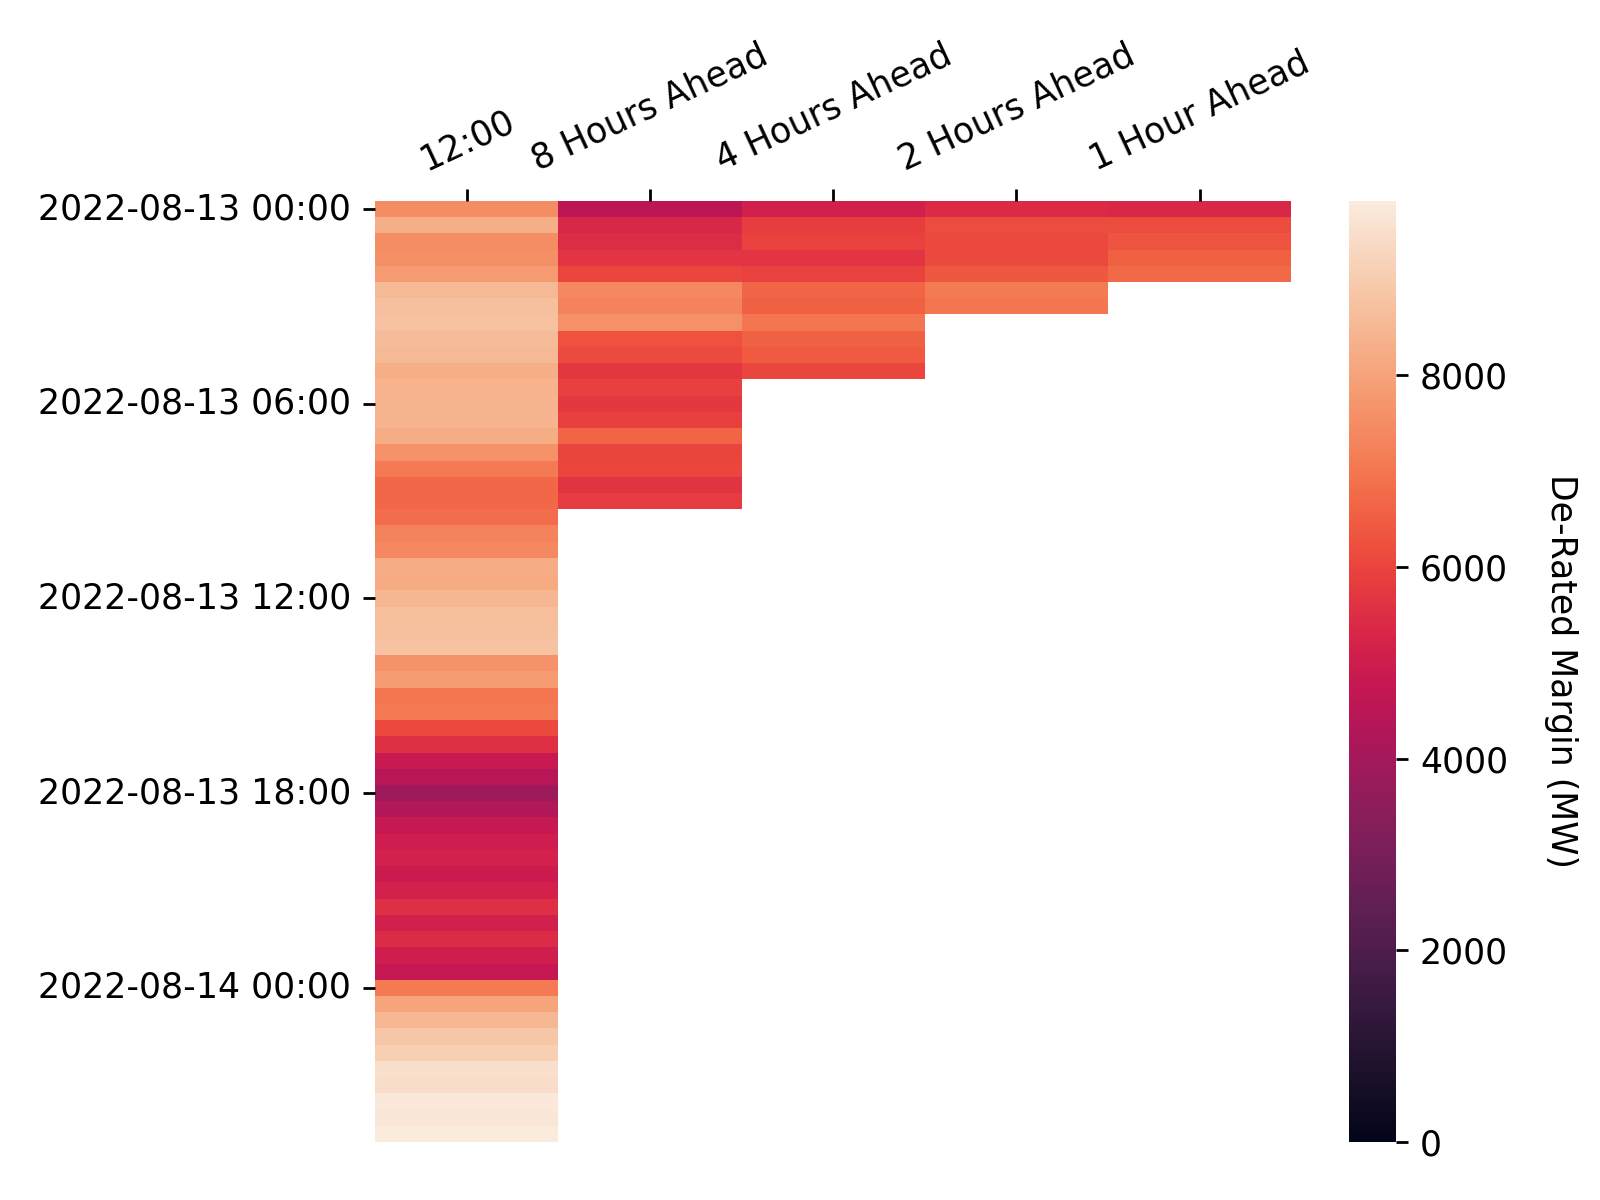 12:00
8 Hours Ahead
4 Hours Ahead
2 Hours Ahead
1 Hour Ahead
2022-08-13 00:00
2022-08-13 06:00
2022-08-13 12:00
2022-08-13 18:00
2022-08-14 00:00
8000
6000
4000
2000
0
De-Rated Margin (MW)